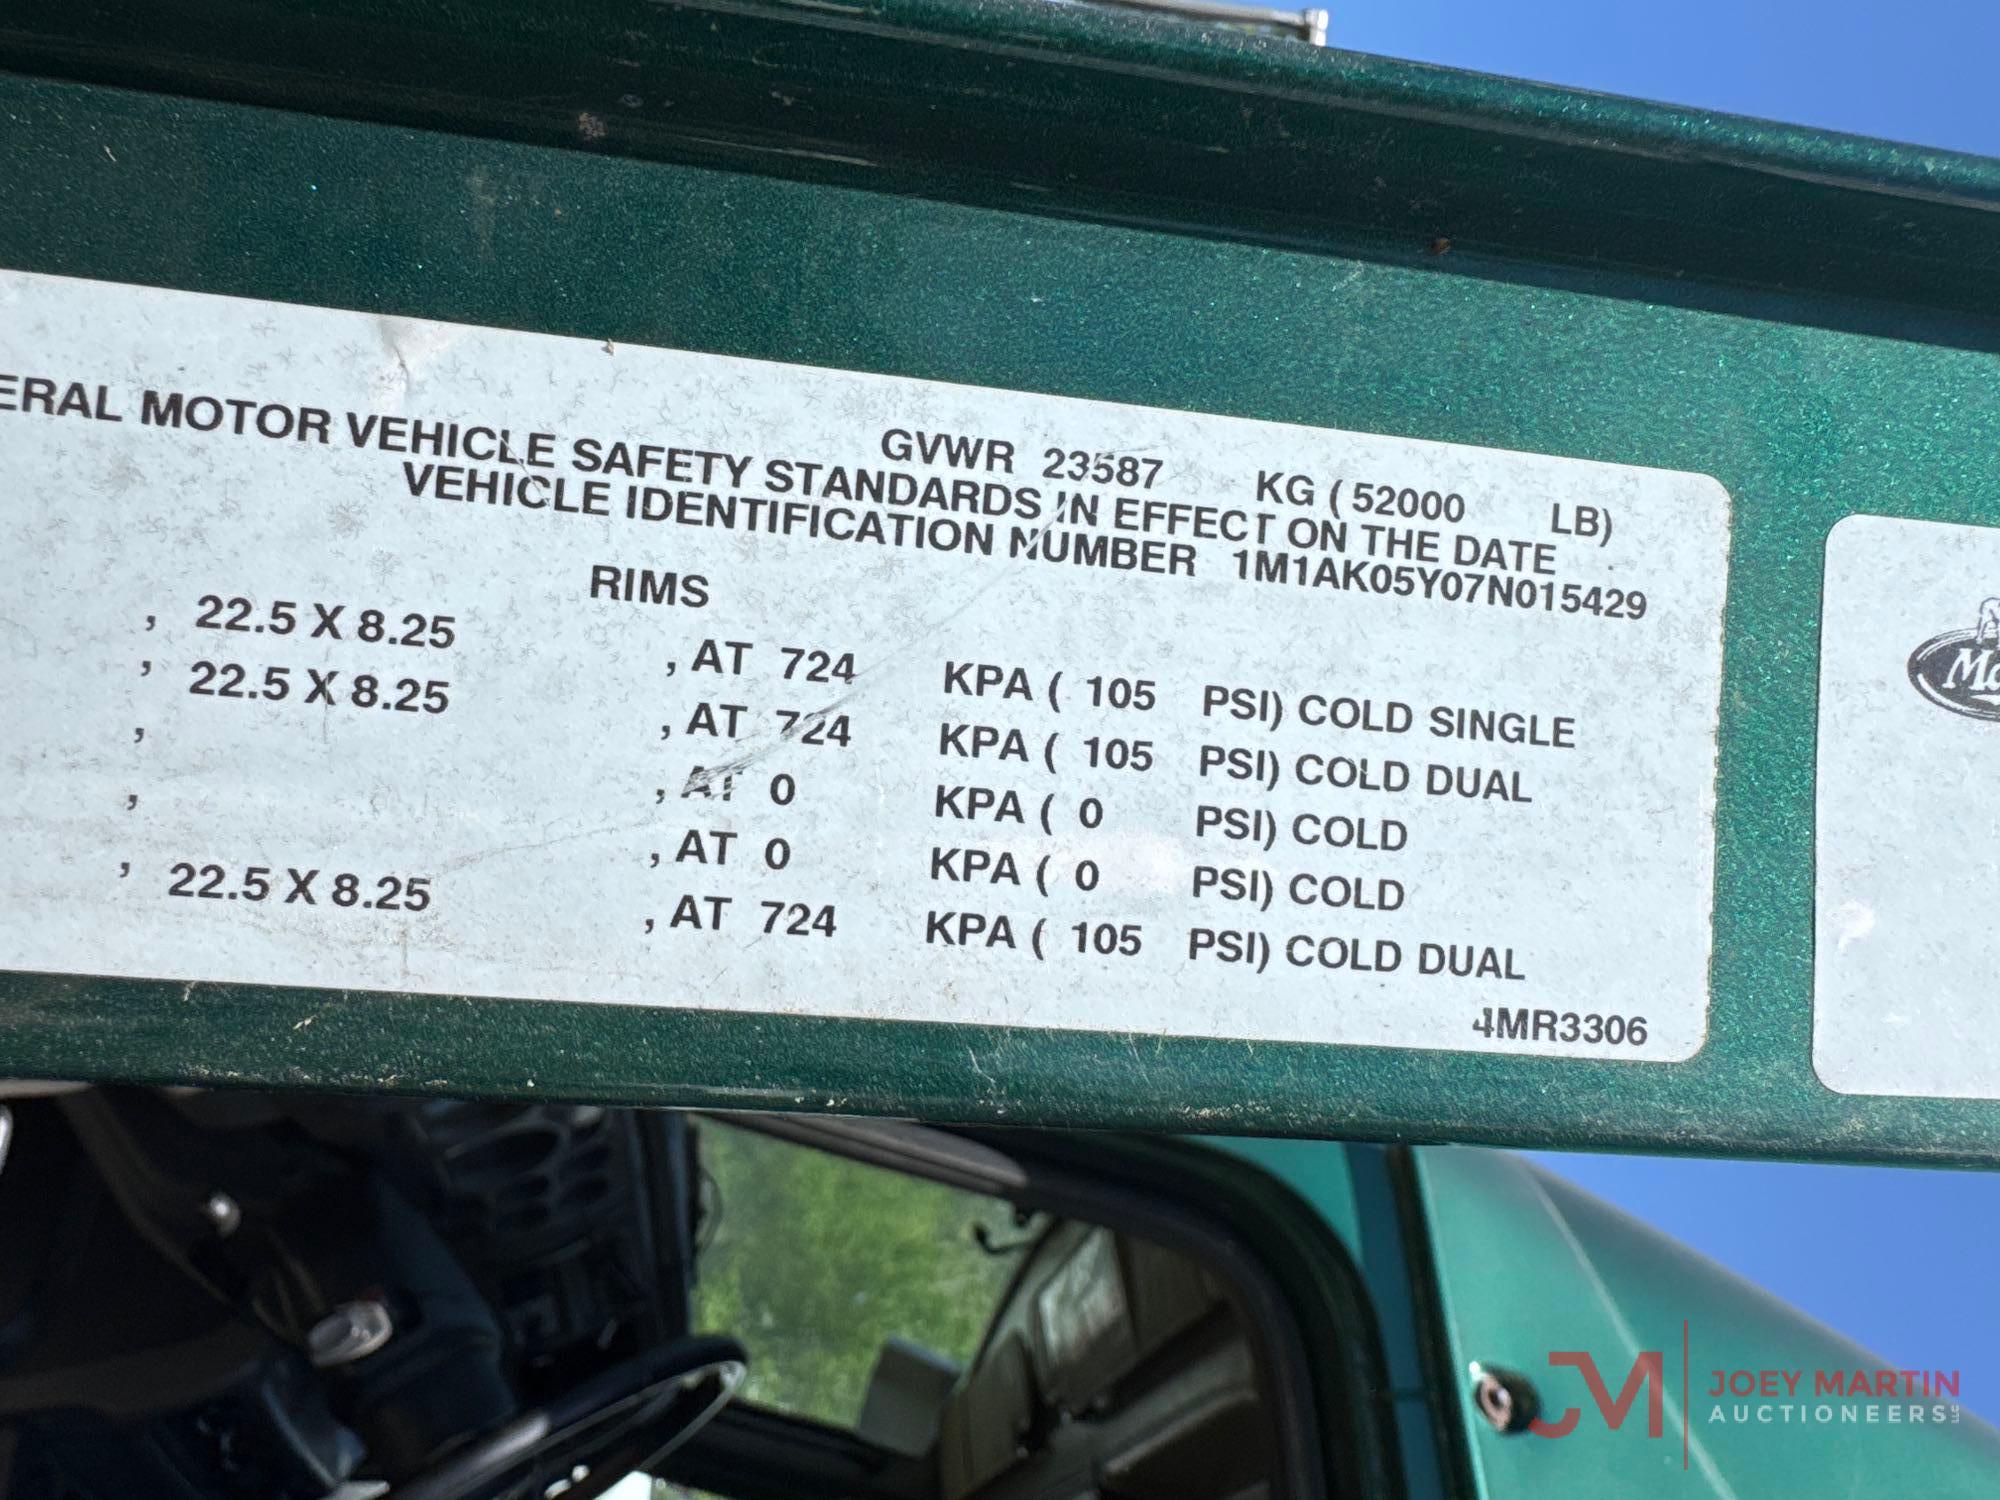 GVWR 23587 KG ( 52000 LB)
ERAL MOTOR VEHICLE SAFETY STANDARDS IN EFFECT ON THE DATE
VEHICLE IDENTIFICATION NUMBER 1M1AK05Y07N015429
RIMS
, 22.5 X 8.25 , AT 724 KPA ( 105 PSI) COLD SINGLE
, 22.5 X 8.25 , AT 724 KPA ( 105 PSI) COLD DUAL
, , AT 0 KPA ( 0 PSI) COLD
, , AT 0 KPA ( 0 PSI) COLD
, 22.5 X 8.25 , AT 724 KPA ( 105 PSI) COLD DUAL
4MR3306
JM
JOEY MARTIN
AUCTIONEERS LLC